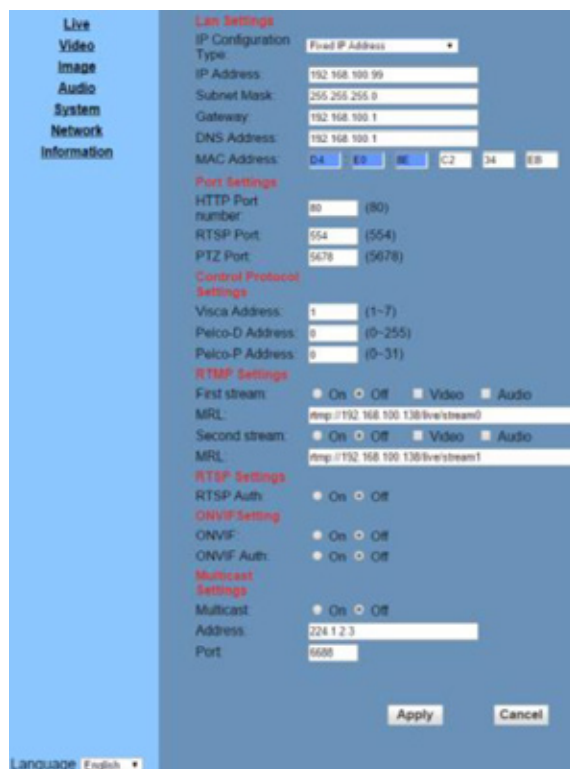 Live
Video
Image
Audio
System
Network
Information
Language English
Lan Settings
IP Configuration Type: Fixed IP Address
IP Address: 192.168.100.99
Subnet Mask: 255.255.255.0
Gateway: 192.168.100.1
DNS Address: 192.168.100.1
MAC Address: D4 : E0 : 8E : C2 34 EB
Port Settings
HTTP Port number: 80 (80)
RTSP Port: 554 (554)
PTZ Port: 5678 (5678)
Control Protocol
Settings
Visca Address: 1 (1~7)
Pelco-D Address: 0 (0~255)
Pelco-P Address: 0 (0~31)
RTMP Settings
First stream: On Off Video Audio
MRL: rtmp://192.168.100.138/live/stream0
Second stream: On Off Video Audio
MRL: rtmp://192.168.100.138/live/stream1
RTSP Settings
RTSP Auth: On Off
ONVIFSetting
ONVIF: On Off
ONVIF Auth: On Off
Multicast
Settings
Multicast: On Off
Address: 224.1.2.3
Port: 6688
Apply Cancel